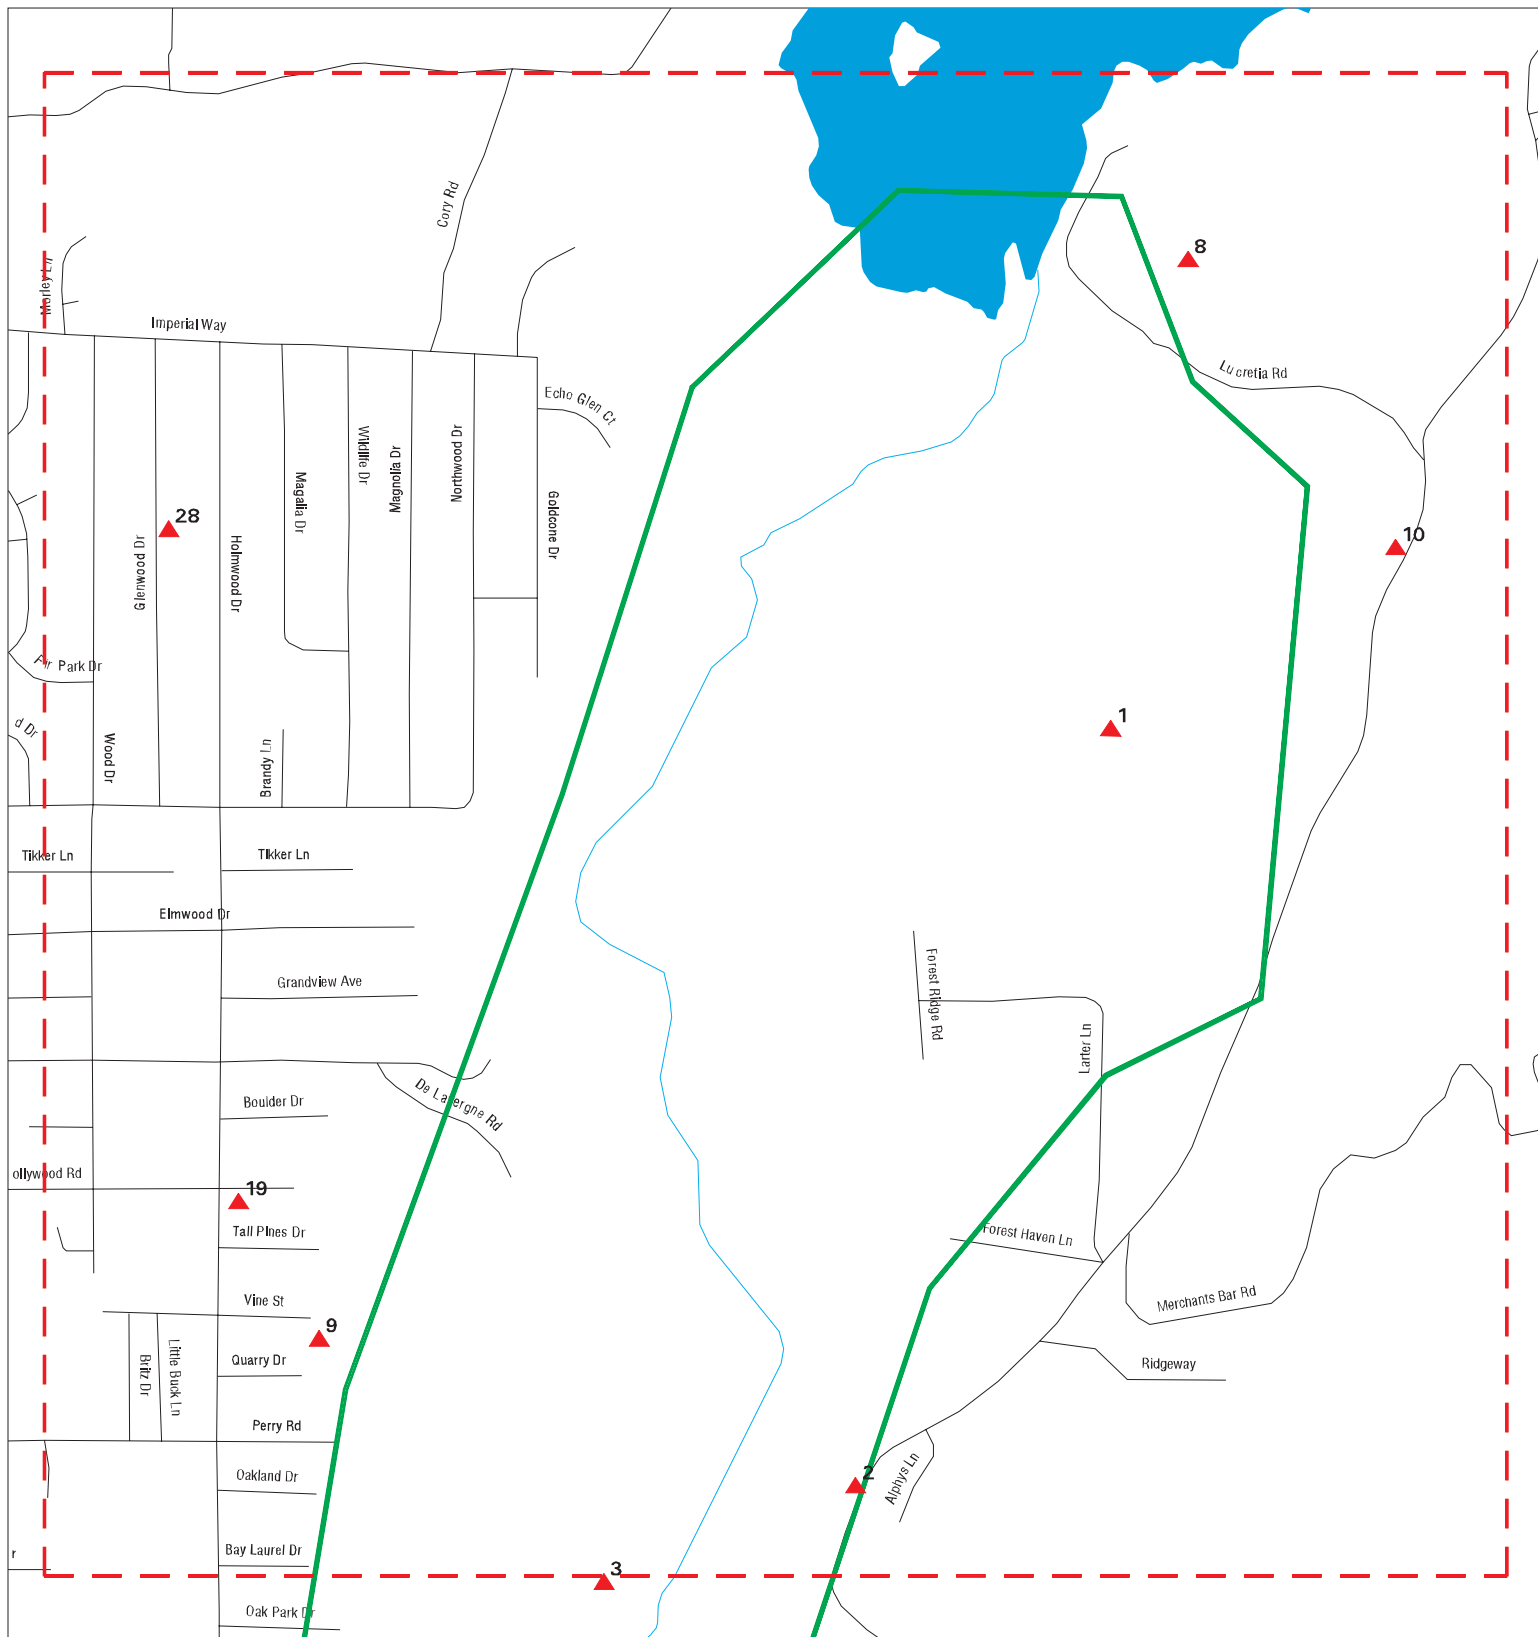 Cory Rd
8
Morley Ln
Imperial Way
Lucretia Rd
Echo Glen Ct
Wildlife Dr
Magnolia Dr
Northwood Dr
Magalia Dr
Goldcone Dr
28
Glenwood Dr
Holmwood Dr
10
Fir Park Dr
1
d Dr
Wood Dr
Brandy Ln
Tikker Ln
Tikker Ln
Elmwood Dr
Grandview Ave
Forest Ridge Rd
Larter Ln
Boulder Dr
De Lavergne Rd
ollywood Rd
19
Tall Pines Dr
Forest Haven Ln
Vine St
Merchants Bar Rd
9
Britz Dr
Little Buck Ln
Quarry Dr
Ridgeway
Perry Rd
Oakland Dr
2
Alphys Ln
Bay Laurel Dr
r
3
Oak Park Dr